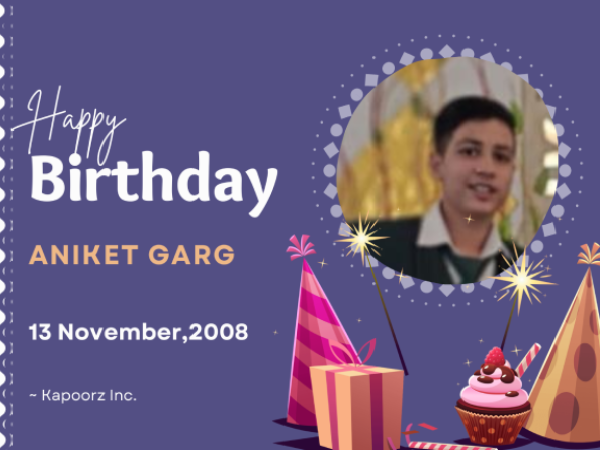 Happy
Birthday
ANIKET GARG
13 November,2008
~ Kapoorz Inc.